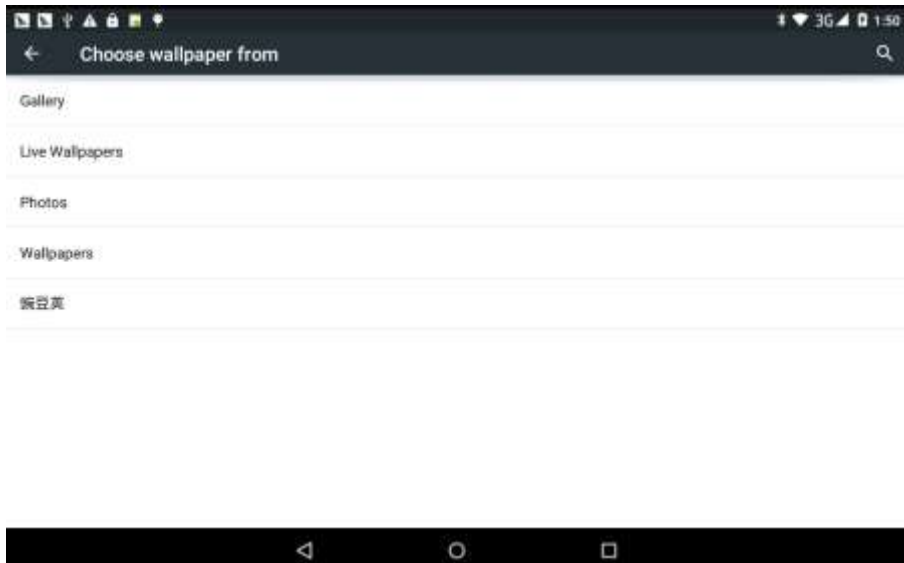 3G 1:50
Choose wallpaper from
Gallery
Live Wallpapers
Photos
Wallpapers
豌豆荚